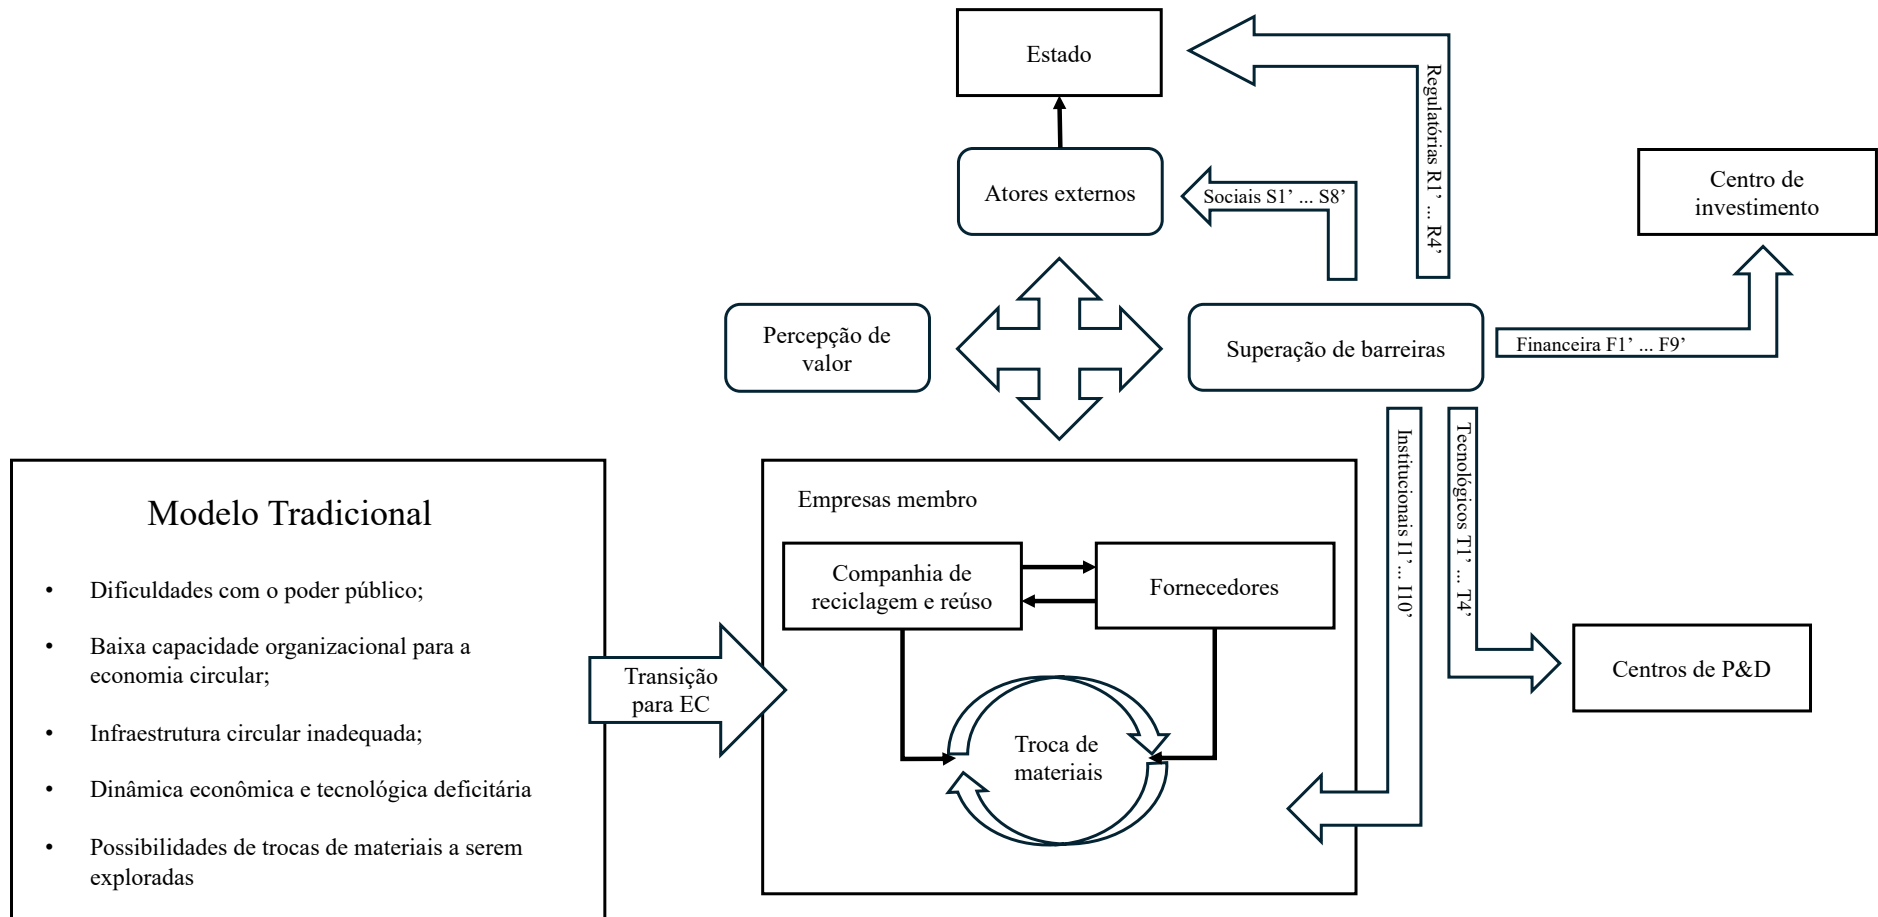 Estado
Regulatórias R1’ ... R4’
Atores externos
Sociais S1’ ... S8’
Centro de
investimento
Percepção de
valor
Superação de barreiras
Financeira F1’ ... F9’
Institucionais I1’ ... I10’
Tecnológicos T1’ ... T4’
Modelo Tradicional
• Dificuldades com o poder público;
• Baixa capacidade organizacional para a
economia circular;
• Infraestrutura circular inadequada;
• Dinâmica econômica e tecnológica deficitária
• Possibilidades de trocas de materiais a serem
exploradas
Transição
para EC
Empresas membro
Companhia de
reciclagem e reúso
Fornecedores
Troca de
materiais
Centros de P&D